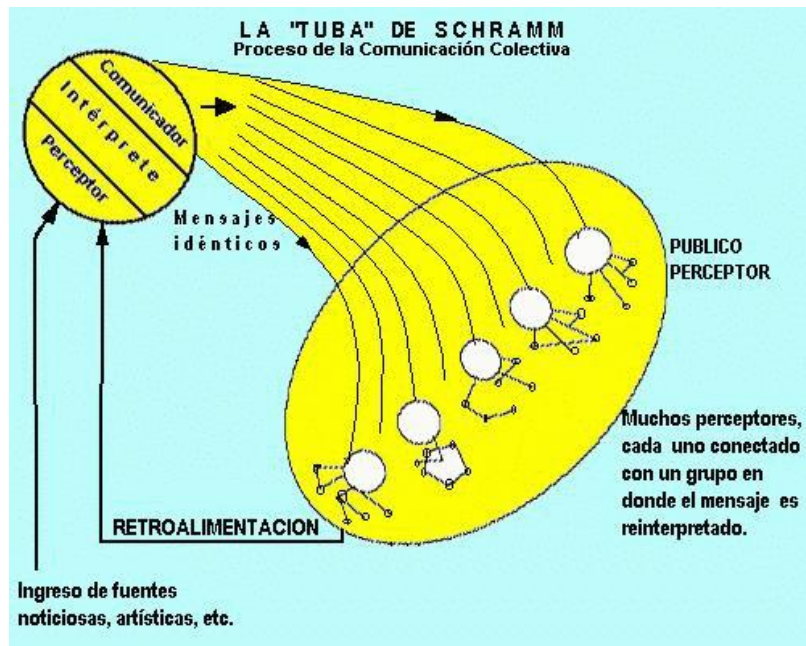 LA "TUBA" DE SCHRAMM
Proceso de la Comunicación Colectiva
Comunicador
Intérprete
Perceptor
Mensajes
idénticos
PUBLICO
PERCEPTOR
Muchos perceptores,
cada uno conectado
con un grupo en
donde el mensaje es
reinterpretado.
RETROALIMENTACION
Ingreso de fuentes
noticiosas, artísticas, etc.